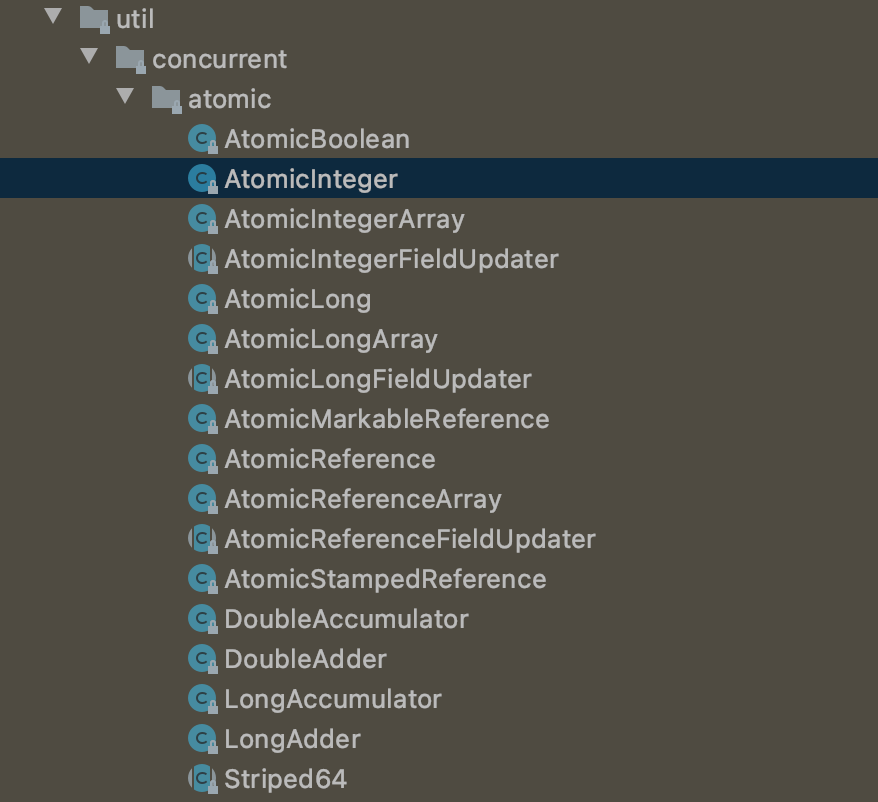 util
concurrent
atomic
AtomicBoolean
AtomicInteger
AtomicIntegerArray
AtomicIntegerFieldUpdater
AtomicLong
AtomicLongArray
AtomicLongFieldUpdater
AtomicMarkableReference
AtomicReference
AtomicReferenceArray
AtomicReferenceFieldUpdater
AtomicStampedReference
DoubleAccumulator
DoubleAdder
LongAccumulator
LongAdder
Striped64